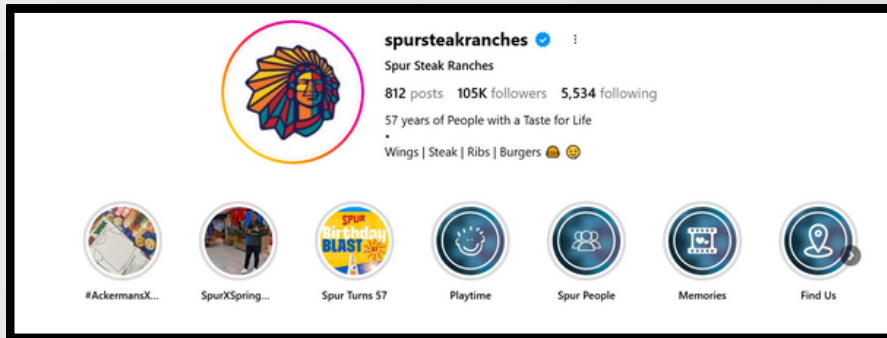 spursteakranches
Spur Steak Ranches
812 posts 105K followers 5,534 following
57 years of People with a Taste for Life
•
Wings | Steak | Ribs | Burgers 🍔 🥲
SPUR
Birthday
BLAST
#AckermansX... SpurXSpring... Spur Turns 57 Playtime Spur People Memories Find Us